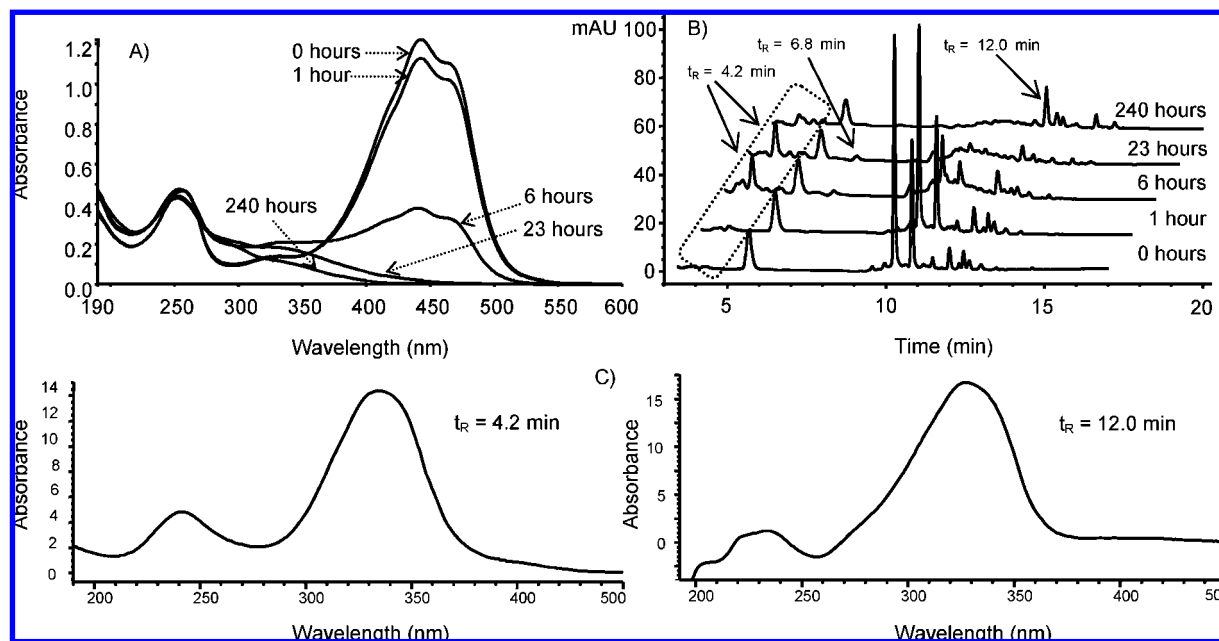 A)
Absorbance
1.2
1.0
0.8
0.6
0.4
0.2
0.0
0 hours
1 hour
240 hours
6 hours
23 hours
190
250
300
350
400
450
500
550
600
Wavelength (nm)
mAU
B)
100
80
60
40
20
0
tR = 4.2 min
tR = 6.8 min
tR = 12.0 min
240 hours
23 hours
6 hours
1 hour
0 hours
5
10
15
20
Time (min)
C)
Absorbance
14
12
10
8
6
4
2
0
tR = 4.2 min
200
250
300
350
400
450
500
Wavelength (nm)
Absorbance
15
10
5
0
tR = 12.0 min
200
300
400
Wavelength (nm)